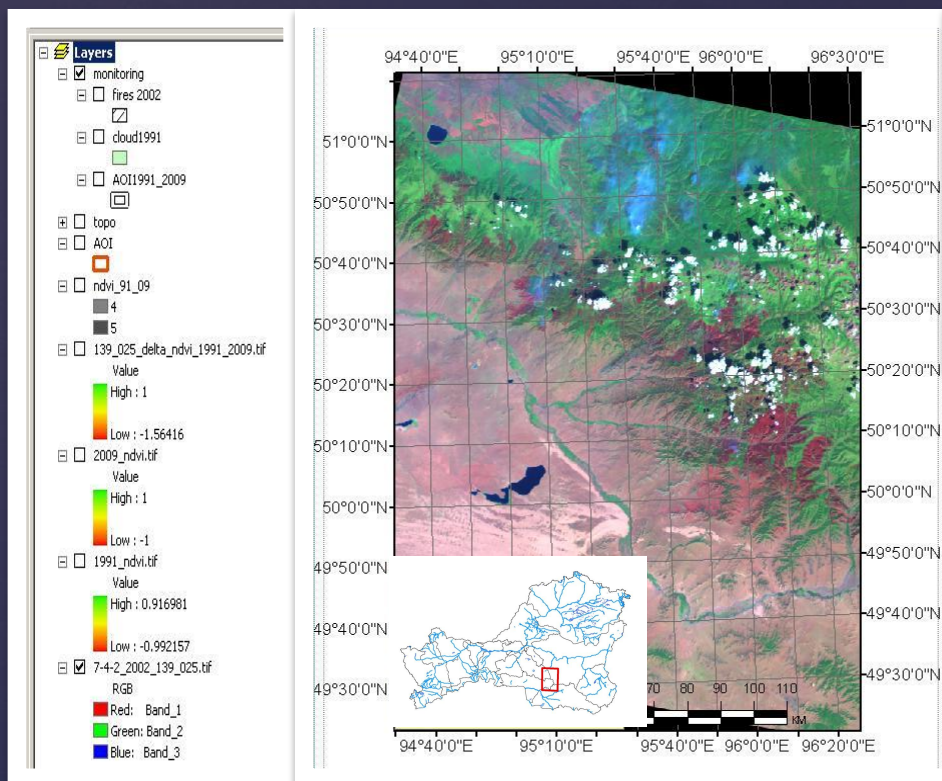 Layers
monitoring
fires 2002
cloud1991
AOI1991_2009
topo
AOI
ndvi_91_09
4
5
139_025_delta_ndvi_1991_2009.tif
Value
High : 1
Low : -1.56416
2009_ndvi.tif
Value
High : 1
Low : -1
1991_ndvi.tif
Value
High : 0.916981
Low : -0.992157
7-4-2_2002_139_025.tif
RGB
Red: Band_1
Green: Band_2
Blue: Band_3
94°40'0"E 95°10'0"E 95°40'0"E 96°0'0"E 96°30'0"E
51°0'0"N
50°50'0"N
50°40'0"N
50°30'0"N
50°20'0"N
50°10'0"N
50°0'0"N
49°50'0"N
49°40'0"N
49°30'0"N
51°0'0"N
50°50'0"N
50°40'0"N
50°30'0"N
50°20'0"N
50°10'0"N
50°0'0"N
49°50'0"N
49°40'0"N
49°30'0"N
70 80 90 100 110
КМ
94°40'0"E 95°10'0"E 95°40'0"E 96°0'0"E 96°20'0"E